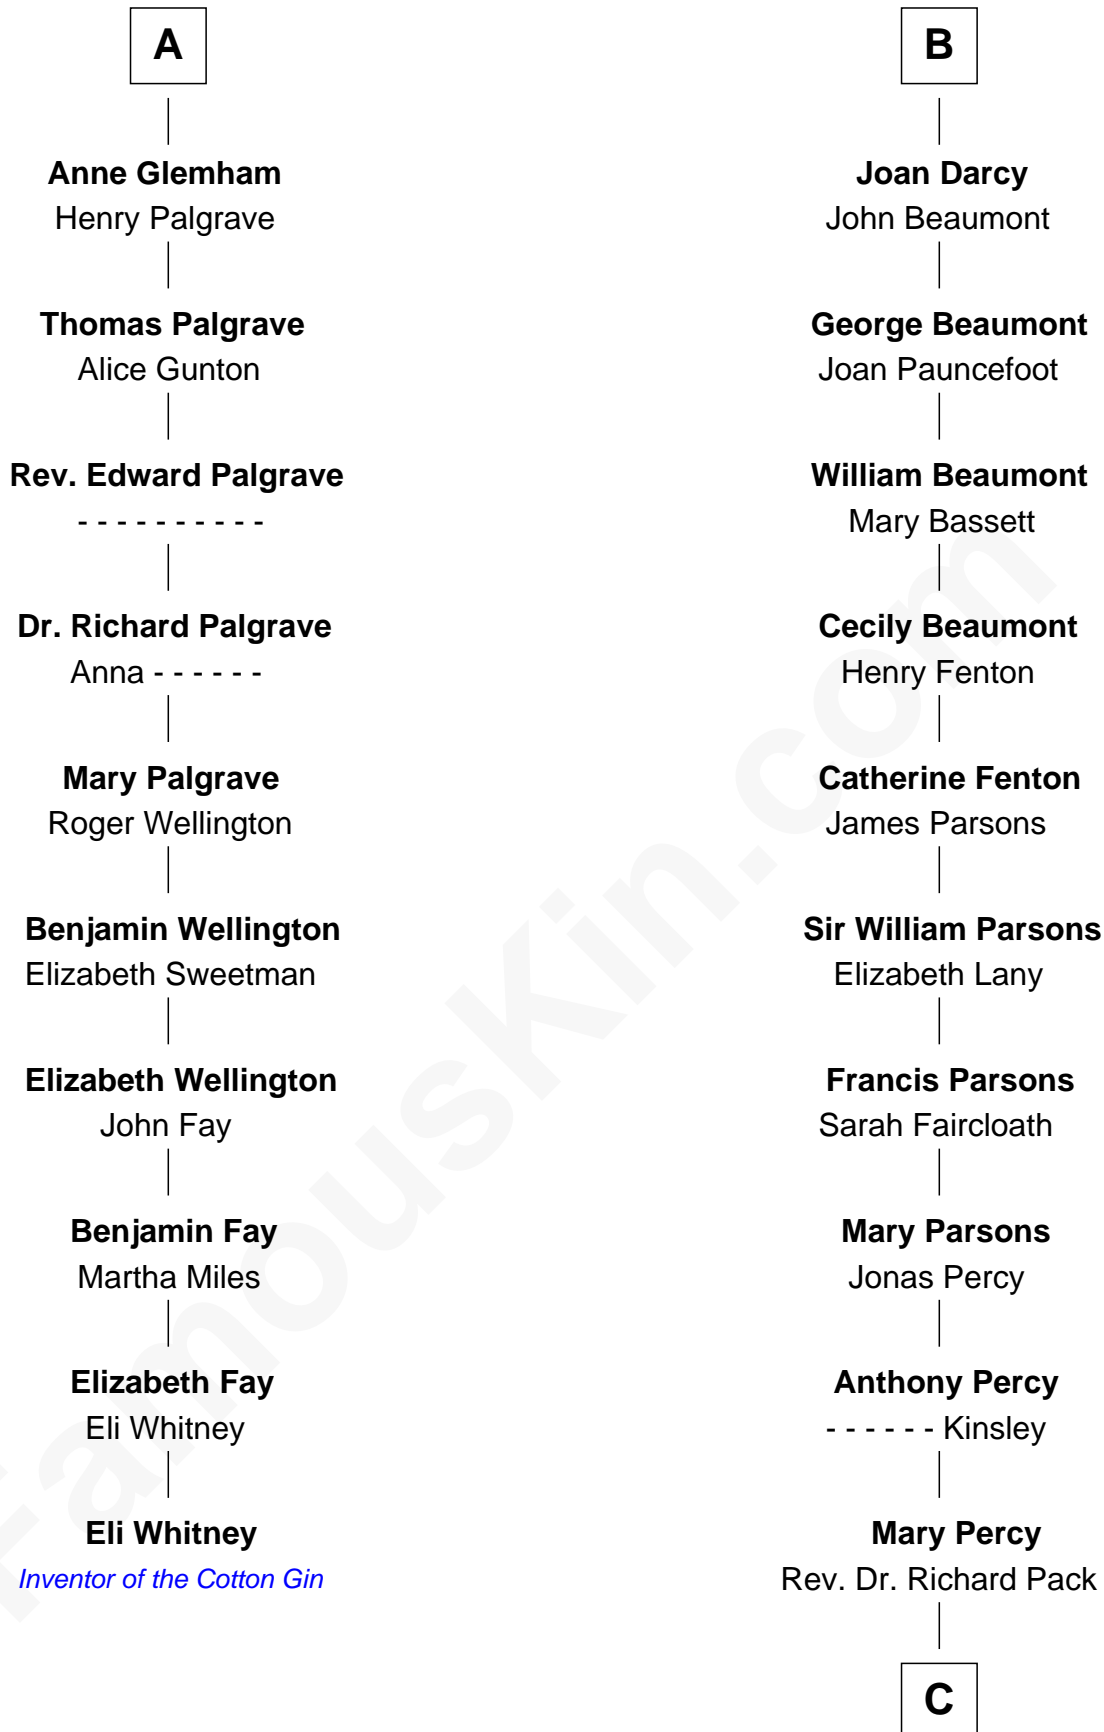 A
Anne Glemham
Henry Palgrave
Thomas Palgrave
Alice Gunton
Rev. Edward Palgrave
- - - - - - - - - -
Dr. Richard Palgrave
Anna - - - - - -
Mary Palgrave
Roger Wellington
Benjamin Wellington
Elizabeth Sweetman
Elizabeth Wellington
John Fay
Benjamin Fay
Martha Miles
Elizabeth Fay
Eli Whitney
Eli Whitney
Inventor of the Cotton Gin
B
Joan Darcy
John Beaumont
George Beaumont
Joan Pauncefoot
William Beaumont
Mary Bassett
Cecily Beaumont
Henry Fenton
Catherine Fenton
James Parsons
Sir William Parsons
Elizabeth Lany
Francis Parsons
Sarah Faircloath
Mary Parsons
Jonas Percy
Anthony Percy
- - - - - - Kinsley
Mary Percy
Rev. Dr. Richard Pack
C
FamousKin.com